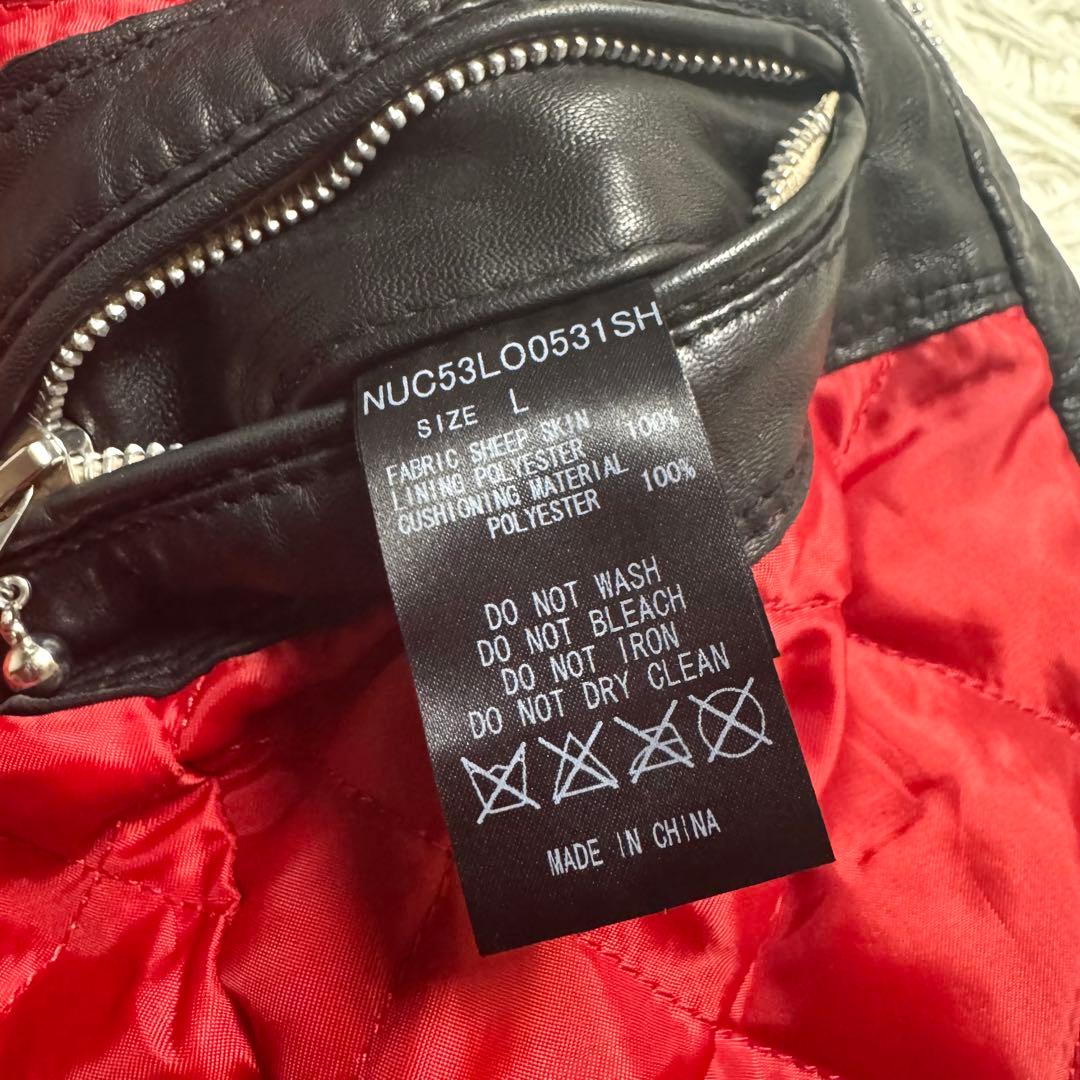 NUC53LO0531SH
SIZE L
FABRIC SHEEP SKIN 100%
LINING POLYESTER
CUSHIONING MATERIAL 100%
POLYESTER
DO NOT WASH
DO NOT BLEACH
DO NOT IRON
DO NOT DRY CLEAN
MADE IN CHINA